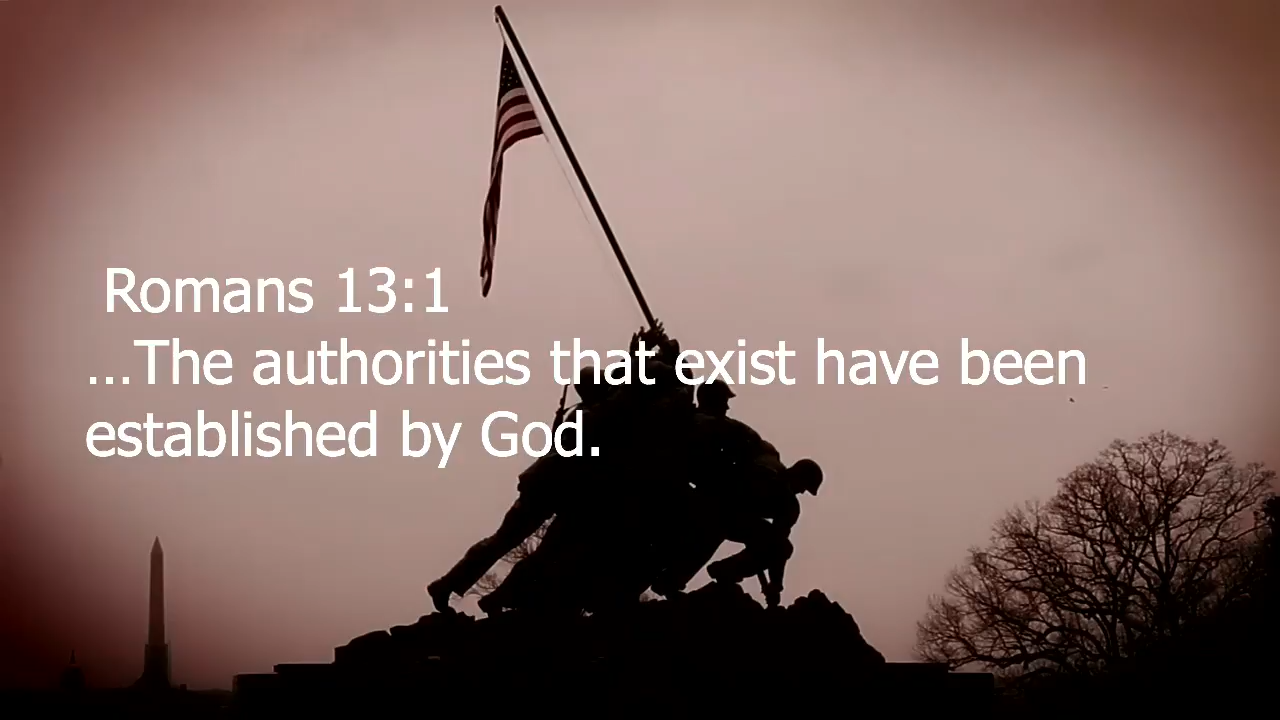 Romans 13:1
...The authorities that exist have been
established by God.